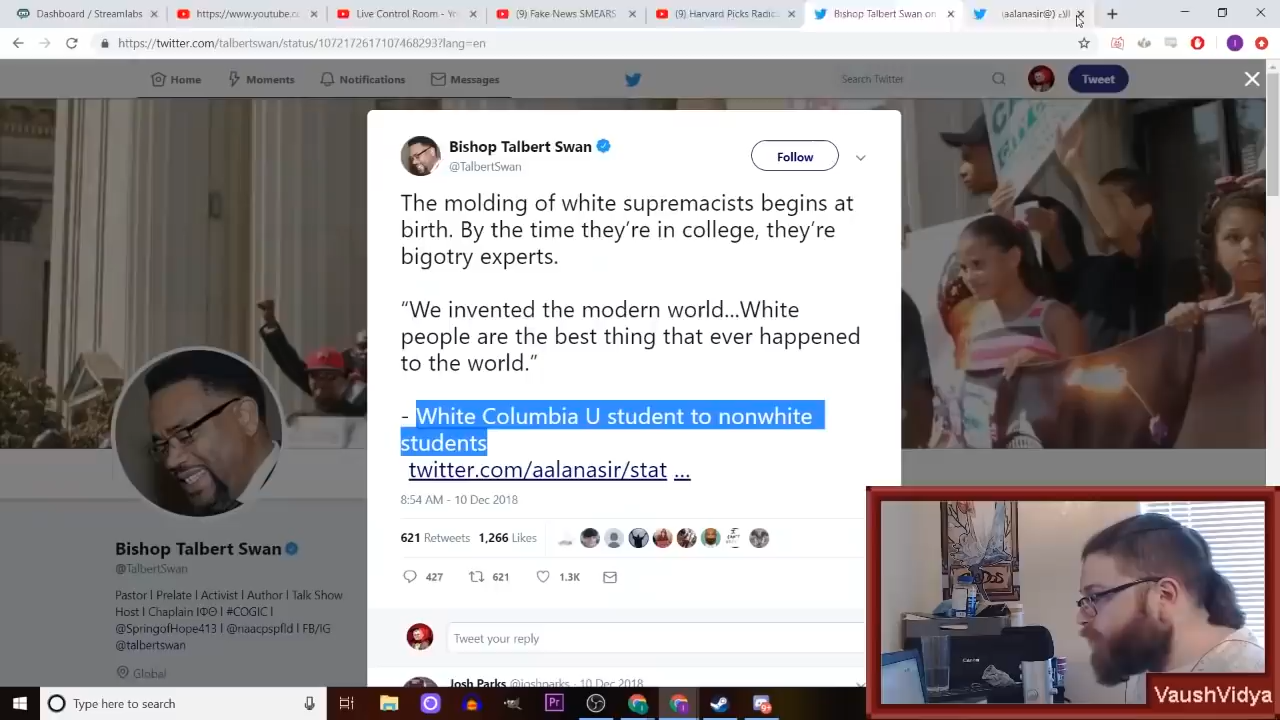 Dashboard / Streamlabs
https://www.youtube.c
Live Control Room - Yo
(9) Fake-News SMEARS
(9) Harvard Picks Radica
Bishop Talbert Swan on
https://twitter.com/talbertswan/status/1072172617107468293?lang=en
Home
Moments
Notifications
Messages
Search Twitter
Tweet
Bishop Talbert Swan
@TalbertSwan
Follow
The molding of white supremacists begins at
birth. By the time they're in college, they're
bigotry experts.
“We invented the modern world...White
people are the best thing that ever happened
to the world.”
- White Columbia U student to nonwhite
students
twitter.com/aalanasir/stat ...
8:54 AM - 10 Dec 2018
621 Retweets 1,266 Likes
427
621
1.3K
Tweet your reply
Josh Parks @joshparks · 10 Dec 2018
Bishop Talbert Swan
@TalbertSwan
Pastor | Prelate | Activist | Author | Talk Show
Host | Chaplain ΙΦΘ | #COGIC |
@SpringofHope413 | @naacpspfld | FB/IG
@talbertswan
Global
VaushVidya
Type here to search